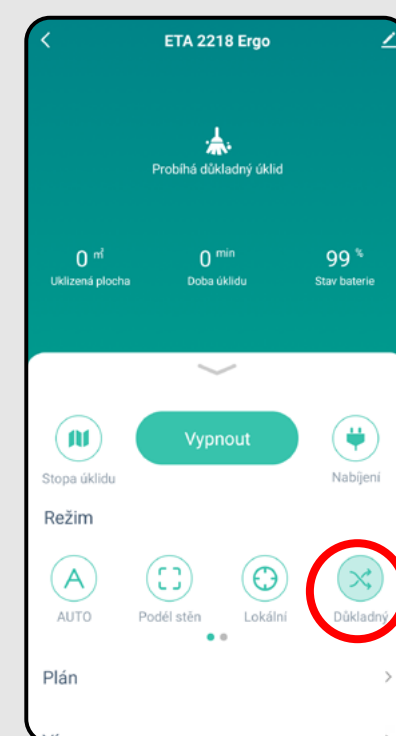 ETA 2218 Ergo
Probíhá důkladný úklid
0 ㎡ 0 min 99 %
Uklizená plocha Doba úklidu Stav baterie
Vypnout
Stopa úklidu Nabíjení
Režim
A
AUTO Podél stěn Lokální Důkladný
Plán